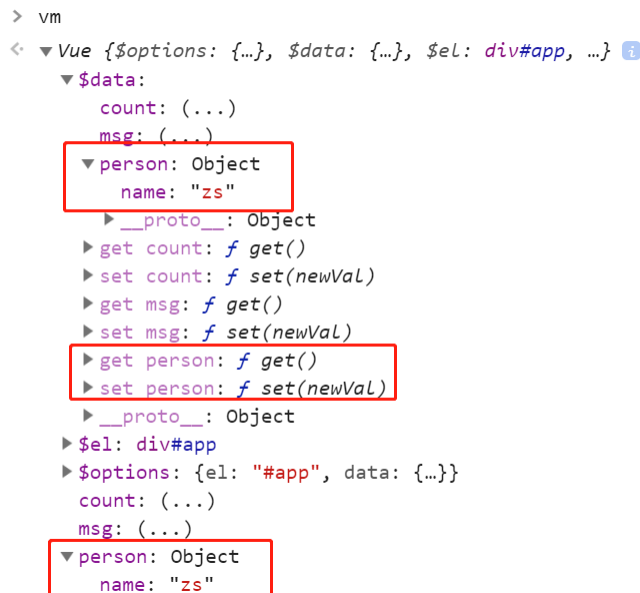 vm
Vue {$options: {…}, $data: {…}, $el: div#app, …} i
$data:
count: (...)
msg: (...)
person: Object
name: "zs"
__proto__: Object
get count: ƒ get()
set count: ƒ set(newVal)
get msg: ƒ get()
set msg: ƒ set(newVal)
get person: ƒ get()
set person: ƒ set(newVal)
__proto__: Object
$el: div#app
$options: {el: "#app", data: {…}}
count: (...)
msg: (...)
person: Object
name: "zs"